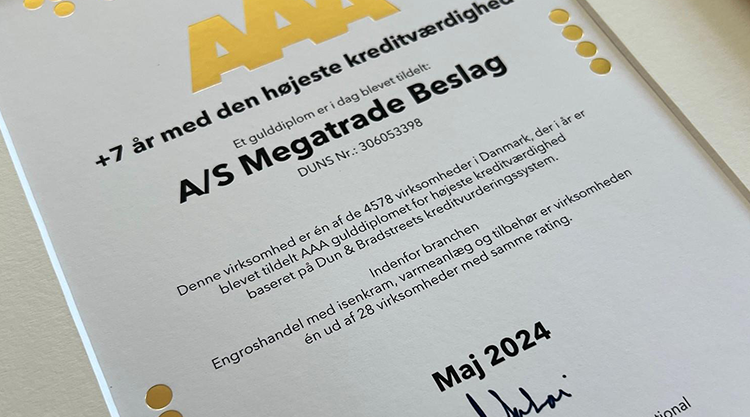 AAA
+7 år med den højeste kreditværdighed
Et gulddiplom er i dag blevet tildelt:
A/S Megatrade Beslag
DUNS Nr.: 306053398
Denne virksomhed er én af de 4578 virksomheder i Danmark, der i år er
blevet tildelt AAA gulddiplomet for højeste kreditværdighed
baseret på Dun & Bradstreets kreditvurderingssystem.
Indenfor branchen
Engroshandel med isenkram, varmeanlæg og tilbehør er virksomheden
én ud af 28 virksomheder med samme rating.
Maj 2024